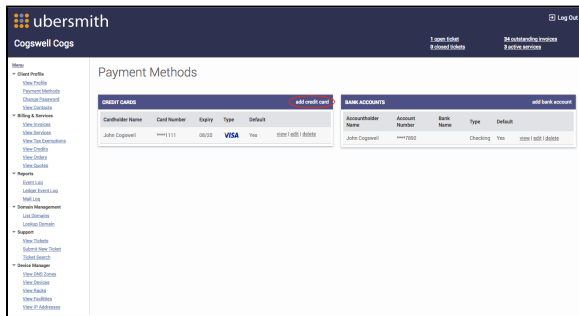 ubersmith
Log Out
Cogswell Cogs
1 open ticket
0 closed tickets
34 outstanding invoices
3 active services
Menu
Client Profile
View Profile
Payment Methods
Change Password
View Contacts
Billing & Services
View Invoices
View Services
View Tax Exemptions
View Credits
View Orders
View Quotes
Reports
Event Log
Ledger Event Log
Mail Log
Domain Management
List Domains
Lookup Domain
Support
View Tickets
Submit New Ticket
Ticket Search
Device Manager
View DNS Zones
View Devices
View Racks
View Facilities
View IP Addresses
Payment Methods
CREDIT CARDS add credit card
Cardholder Name Card Number Expiry Type Default
John Cogswell ****1111 08/20 VISA Yes view | edit | delete
BANK ACCOUNTS add bank account
Accountholder Name Account Number Bank Name Type Default
John Cogswell ****7890 Checking Yes view | edit | delete